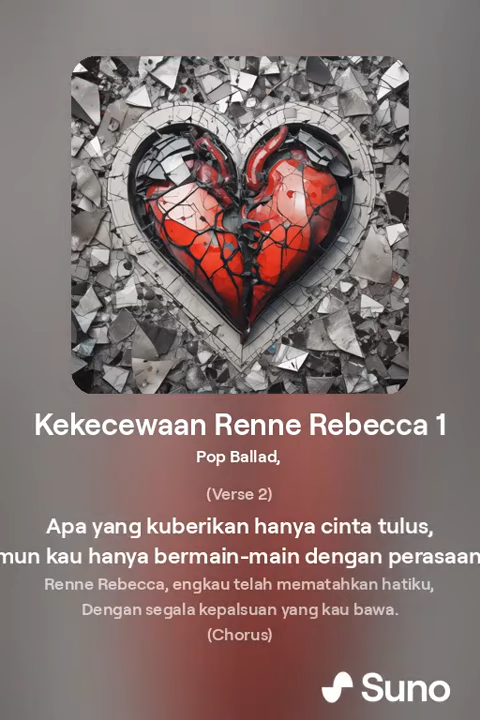 Kekecewaan Renne Rebecca 1
Pop Ballad,
(Verse 2)
Apa yang kuberikan hanya cinta tulus,
mun kau hanya bermain-main dengan perasaan
Renne Rebecca, engkau telah mematahkan hatiku,
Dengan segala kepalsuan yang kau bawa.
(Chorus)
Suno